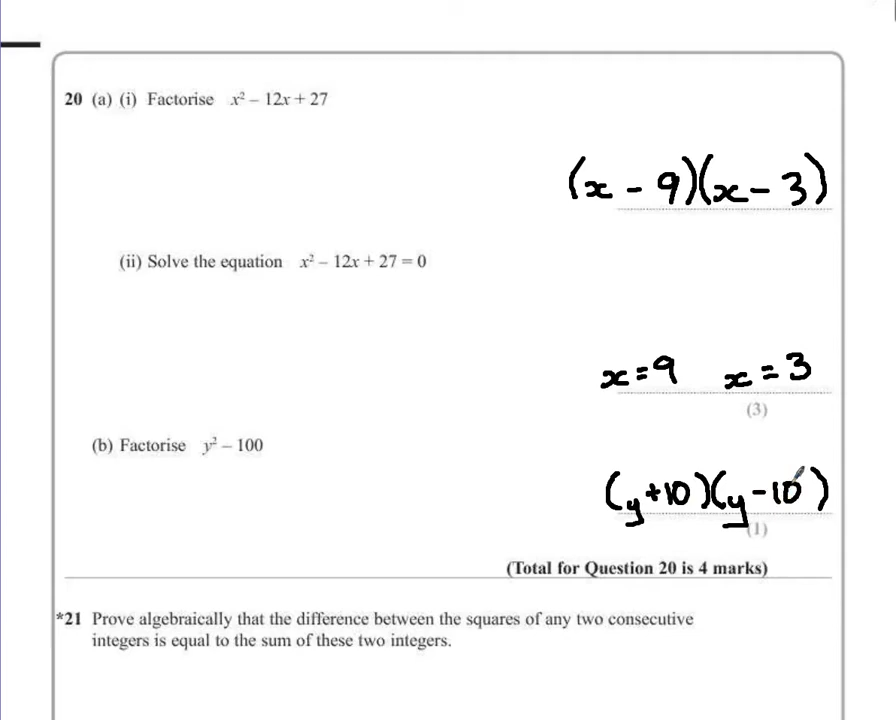 20 (a) (i) Factorise x² – 12x + 27
(x - 9)(x - 3)
(ii) Solve the equation x² – 12x + 27 = 0
x = 9 x = 3
(3)
(b) Factorise y² – 100
(y+10)(y-10)
(1)
(Total for Question 20 is 4 marks)
*21 Prove algebraically that the difference between the squares of any two consecutive
integers is equal to the sum of these two integers.